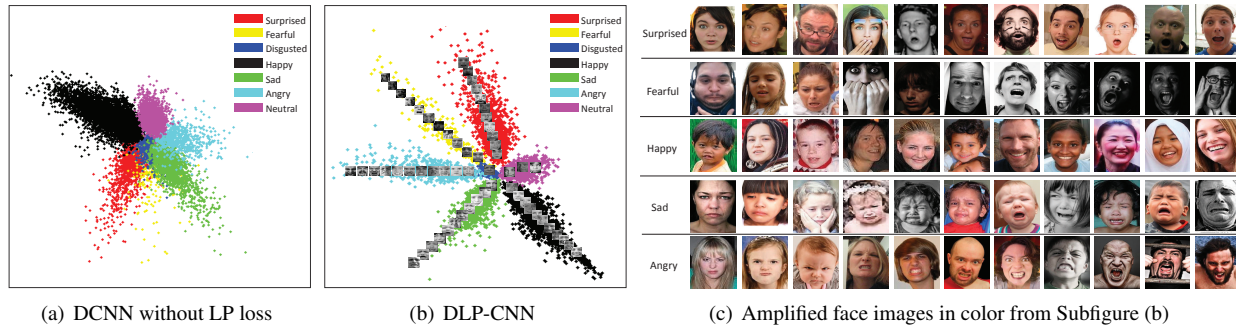 Surprised
Fearful
Disgusted
Happy
Sad
Angry
Neutral
(a) DCNN without LP loss
Surprised
Fearful
Disgusted
Happy
Sad
Angry
Neutral
(b) DLP-CNN
Surprised
Fearful
Happy
Sad
Angry
(c) Amplified face images in color from Subfigure (b)